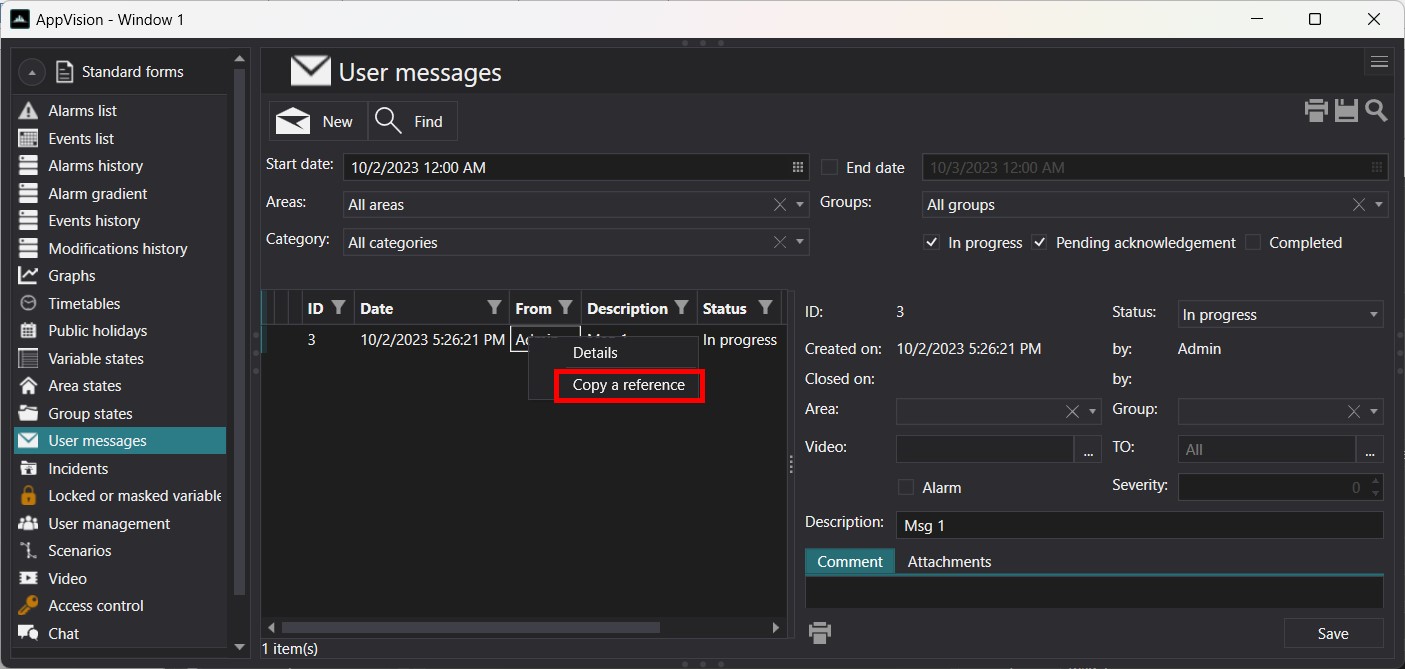 AppVision - Window 1
Standard forms
Alarms list
Events list
Alarms history
Alarm gradient
Events history
Modifications history
Graphs
Timetables
Public holidays
Variable states
Area states
Group states
User messages
Incidents
Locked or masked variable
User management
Scenarios
Video
Access control
Chat
User messages
New Find
Start date: 10/2/2023 12:00 AM End date 10/3/2023 12:00 AM
Areas: All areas Groups: All groups
Category: All categories In progress Pending acknowledgement Completed
ID Date From Description Status
3 10/2/2023 5:26:21 PM In progress
Details
Copy a reference
1 item(s)
ID: 3 Status: In progress
Created on: 10/2/2023 5:26:21 PM by: Admin
Closed on: by:
Area: Group:
Video: ... TO: All ...
Alarm Severity: 0
Description: Msg 1
Comment Attachments
Save